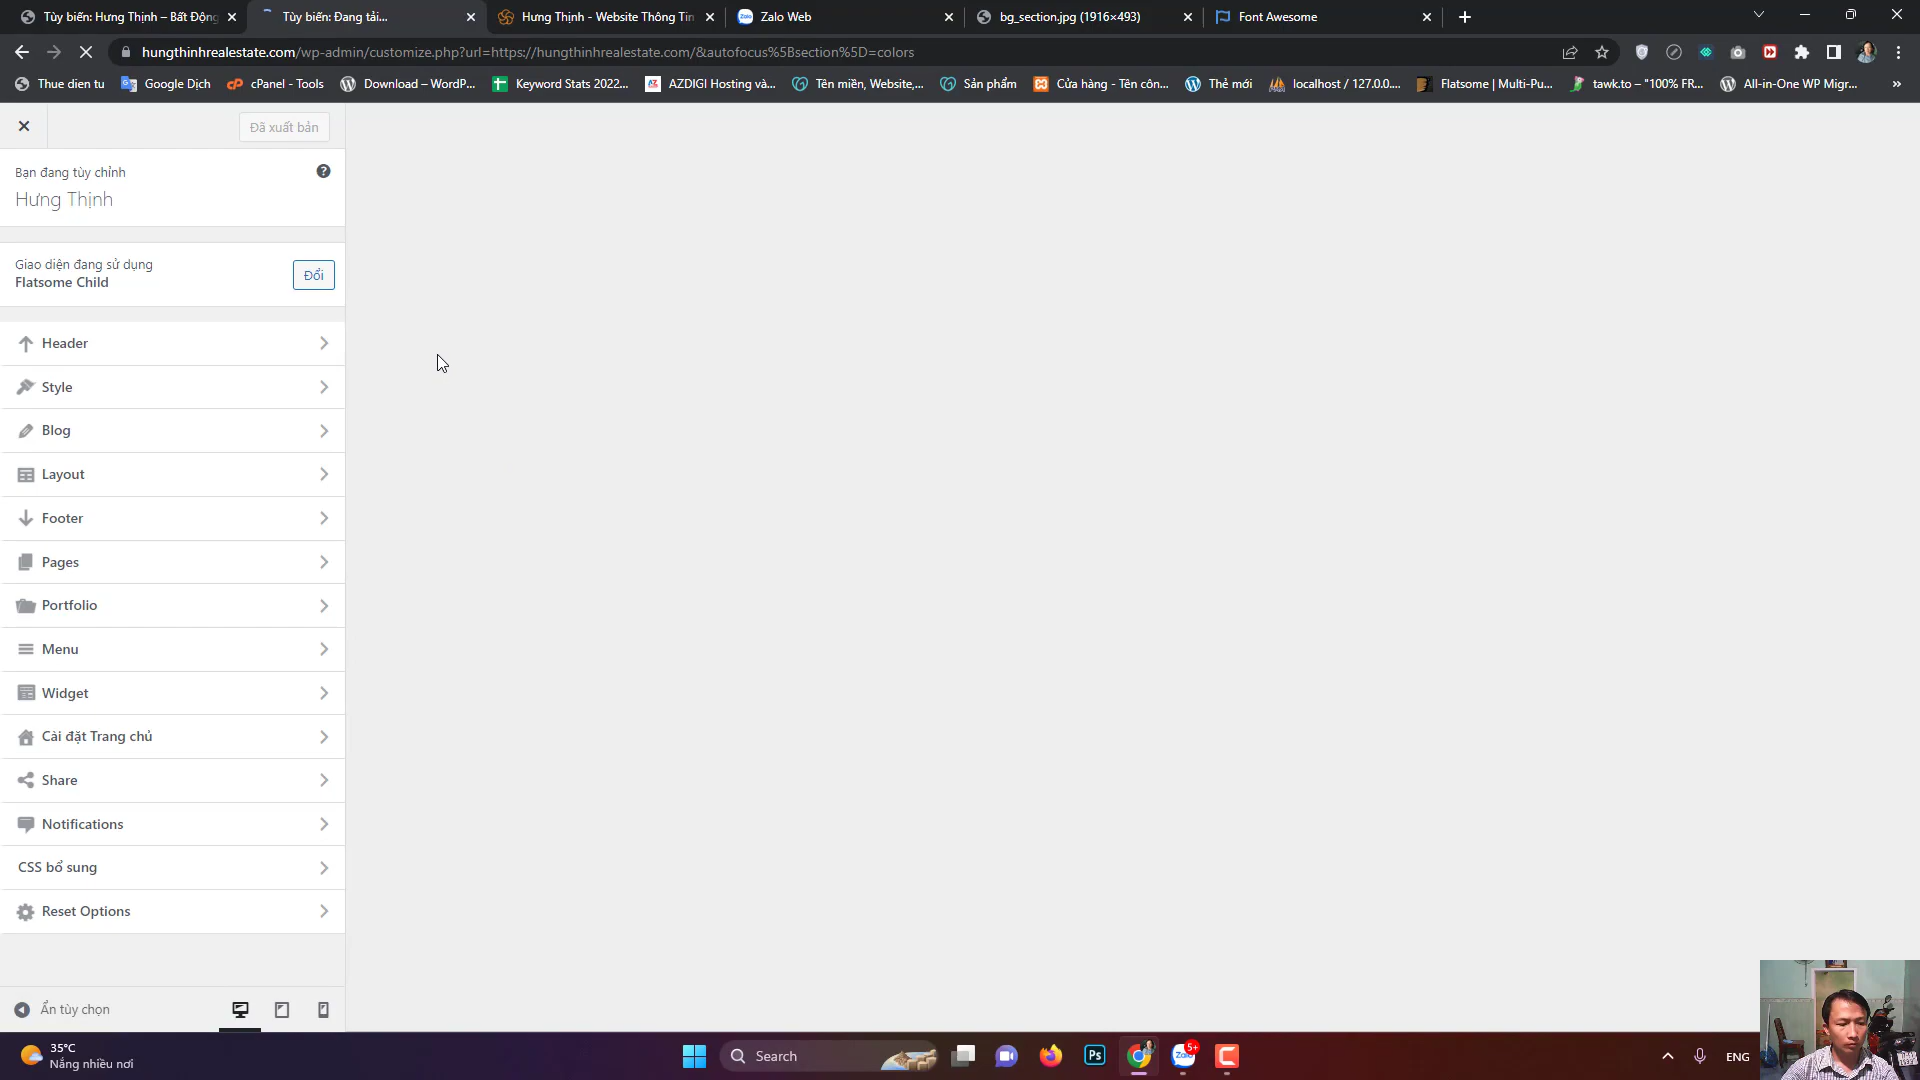 Tùy biến: Hưng Thịnh – Bất Động
Tùy biến: Đang tải...
Hưng Thịnh - Website Thông Tin
Zalo Web
bg_section.jpg (1916×493)
Font Awesome
hungthinhrealestate.com/wp-admin/customize.php?url=https://hungthinhrealestate.com/&autofocus%5Bsection%5D=colors
Thue dien tu
Google Dịch
cPanel - Tools
Download – WordP...
Keyword Stats 2022...
AZDIGI Hosting và...
Tên miền, Website,...
Sản phẩm
Cửa hàng - Tên côn...
Thẻ mới
localhost / 127.0.0....
Flatsome | Multi-Pu...
tawk.to – "100% FR...
All-in-One WP Migr...
Đã xuất bản
Bạn đang tùy chỉnh
Hưng Thịnh
Giao diện đang sử dụng
Flatsome Child
Đổi
Header
Style
Blog
Layout
Footer
Pages
Portfolio
Menu
Widget
Cài đặt Trang chủ
Share
Notifications
CSS bổ sung
Reset Options
Ẩn tùy chọn
35°C
Nắng nhiều nơi
Search
Ps
Zalo
5+
ENG